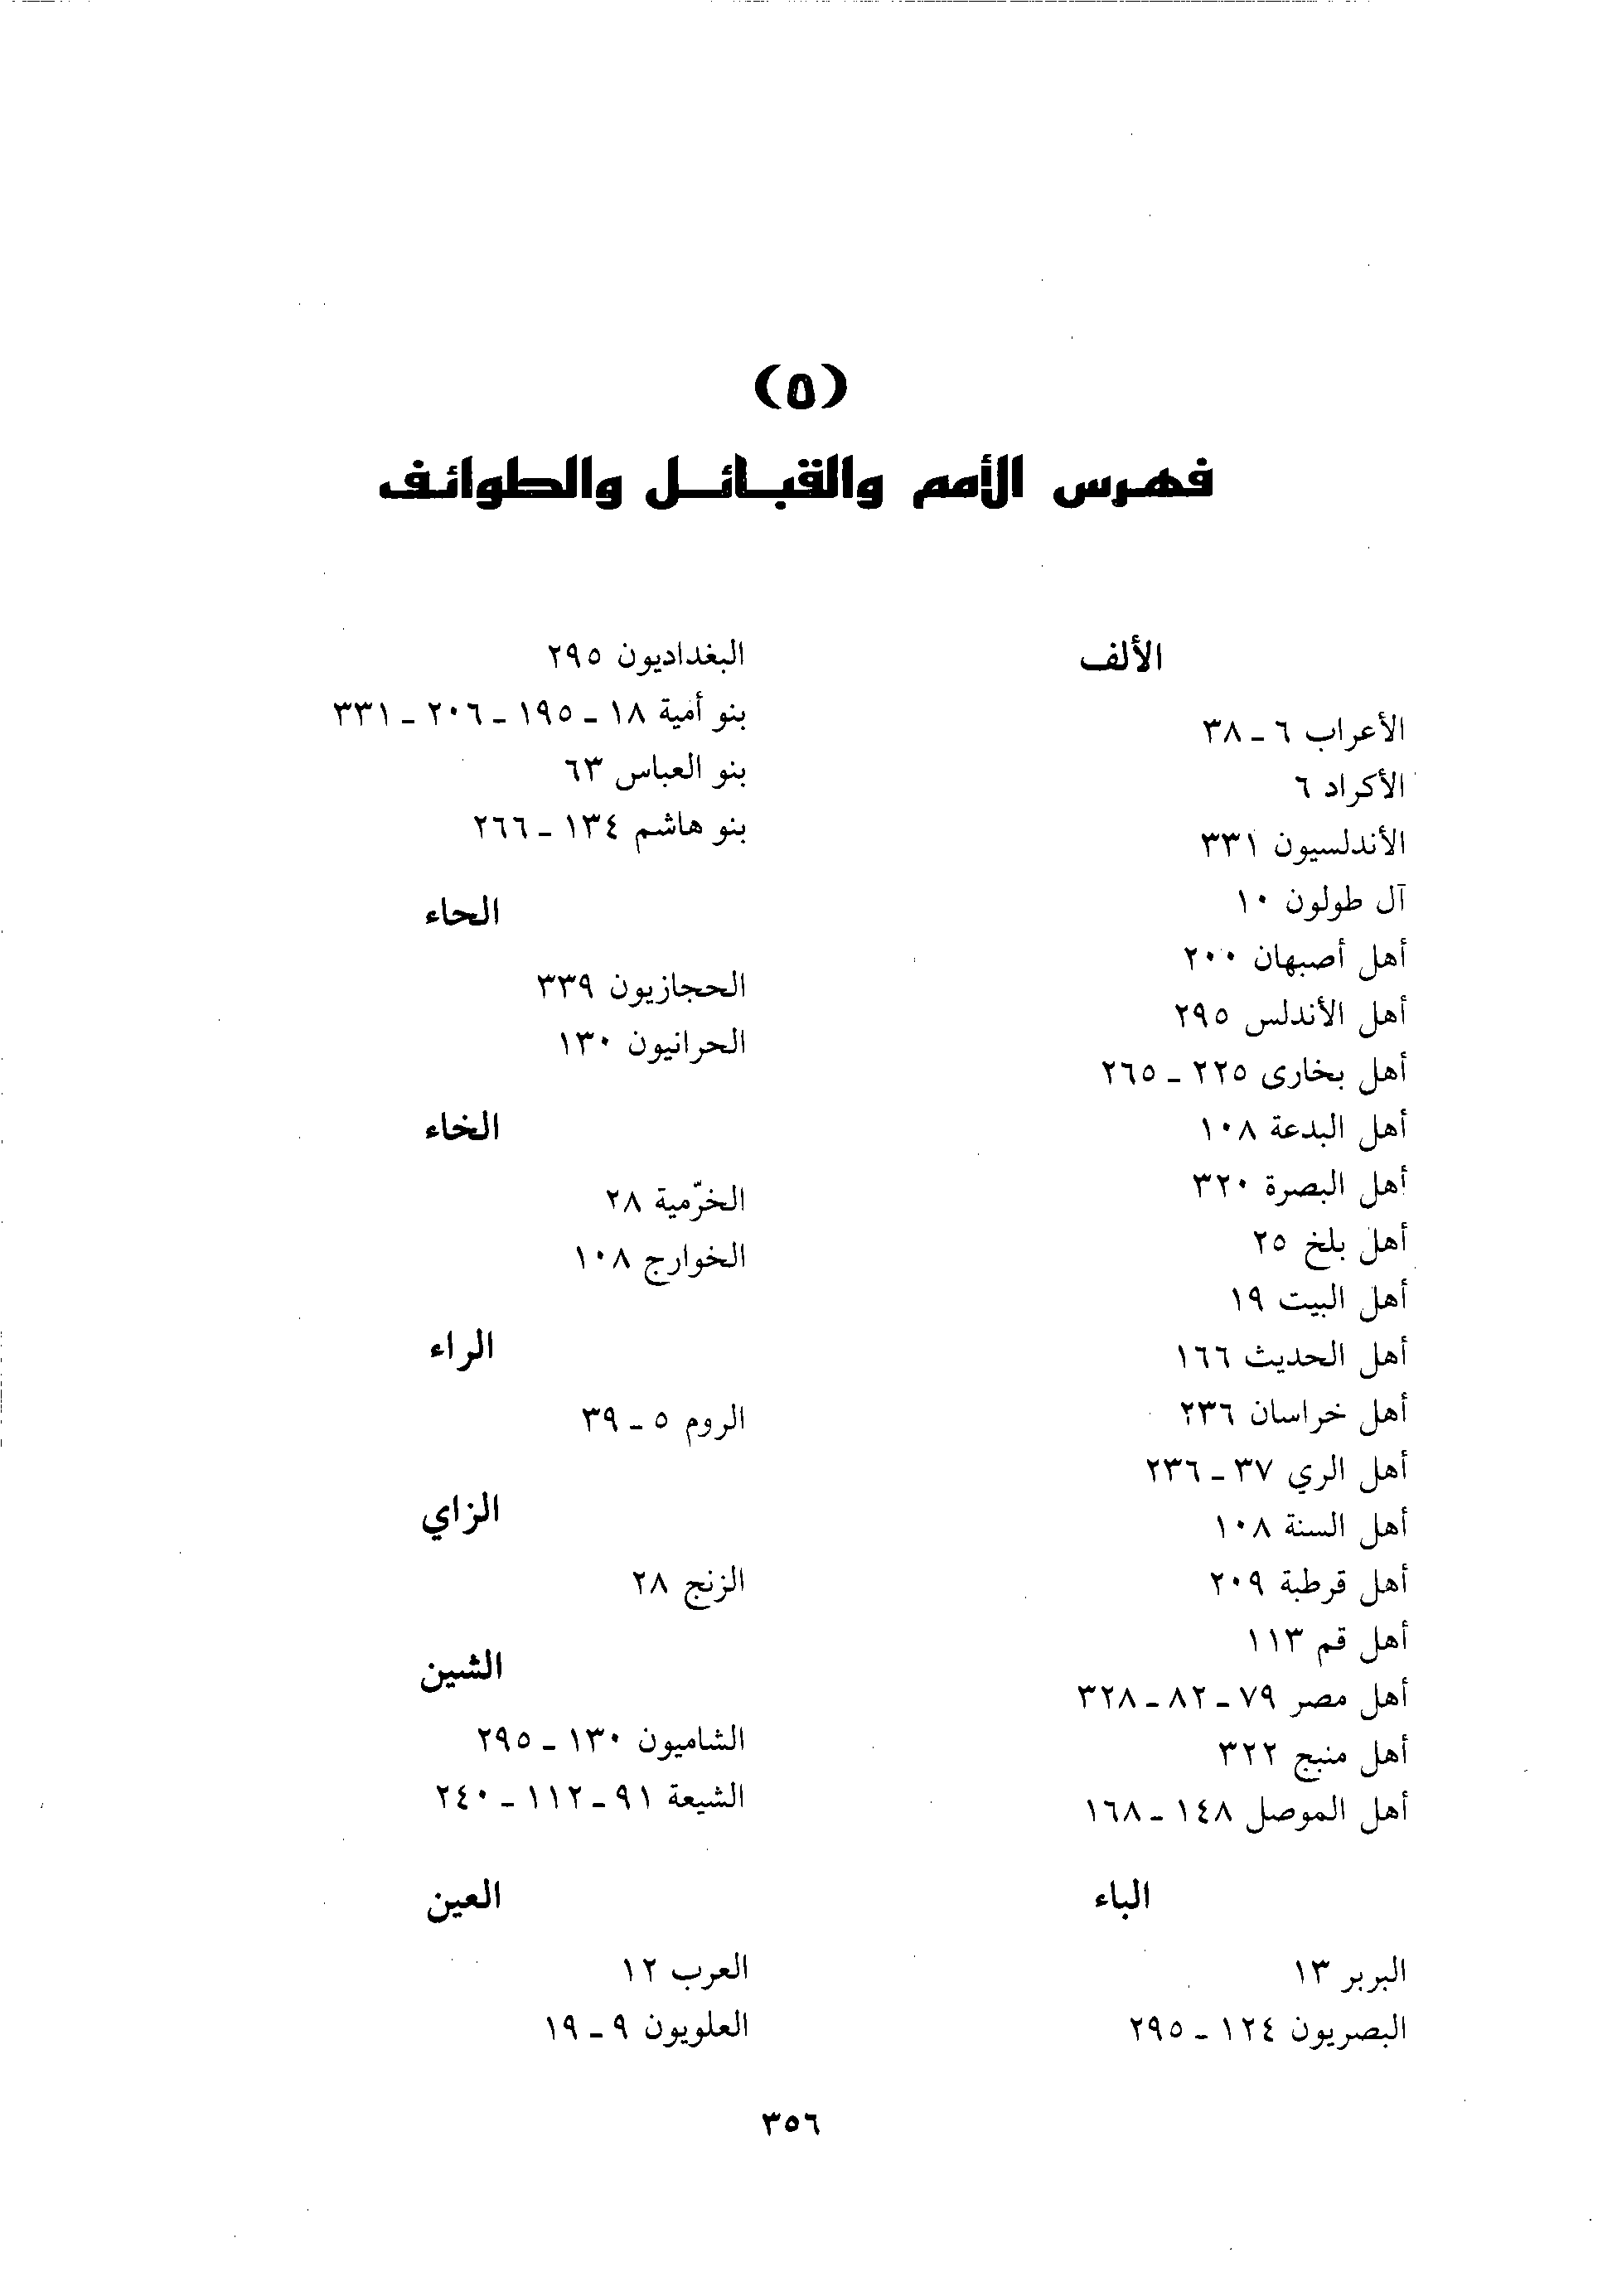 (٥)
فهرس الأمم والقبائل والطوائف
الألف
الأعراب ٦ ـ ٣٨
الأكراد ٦
الأندلسيون ٣٣١
آل طولون ١٠
أهل أصبهان ٢٠٠
أهل الأندلس ٢٩٥
أهل بخارى ٢٢٥ ـ ٢٦٥
أهل البدعة ١٠٨
أهل البصرة ٣٢٠
أهل بلخ ٢٥
أهل البيت ١٩
أهل الحديث ١٦٦
أهل خراسان ٢٣٦
أهل الري ٣٧ ـ ٢٣٦
أهل السنة ١٠٨
أهل قرطبة ٢٠٩
أهل قم ١١٣
أهل مصر ٧٩ ـ ٨٢ ـ ٣٢٨
أهل منبج ٣٢٢
أهل الموصل ١٤٨ ـ ١٦٨
الباء
البربر ١٣
البصريون ١٢٤ ـ ٢٩٥
البغداديون ٢٩٥
بنو أمية ١٨ ـ ١٩٥ ـ ٢٠٦ ـ ٣٣١
بنو العباس ٦٣
بنو هاشم ١٣٤ ـ ٢٦٦
الحاء
الحجازيون ٣٣٩
الحرانيون ١٣٠
الخاء
الخرّمية ٢٨
الخوارج ١٠٨
الراء
الروم ٥ ـ ٣٩
الزاي
الزنج ٢٨
الشين
الشاميون ١٣٠ ـ ٢٩٥
الشيعة ٩١ ـ ١١٢ ـ ٢٤٠
العين
العرب ١٢
العلويون ٩ ـ ١٩
٣٥٦